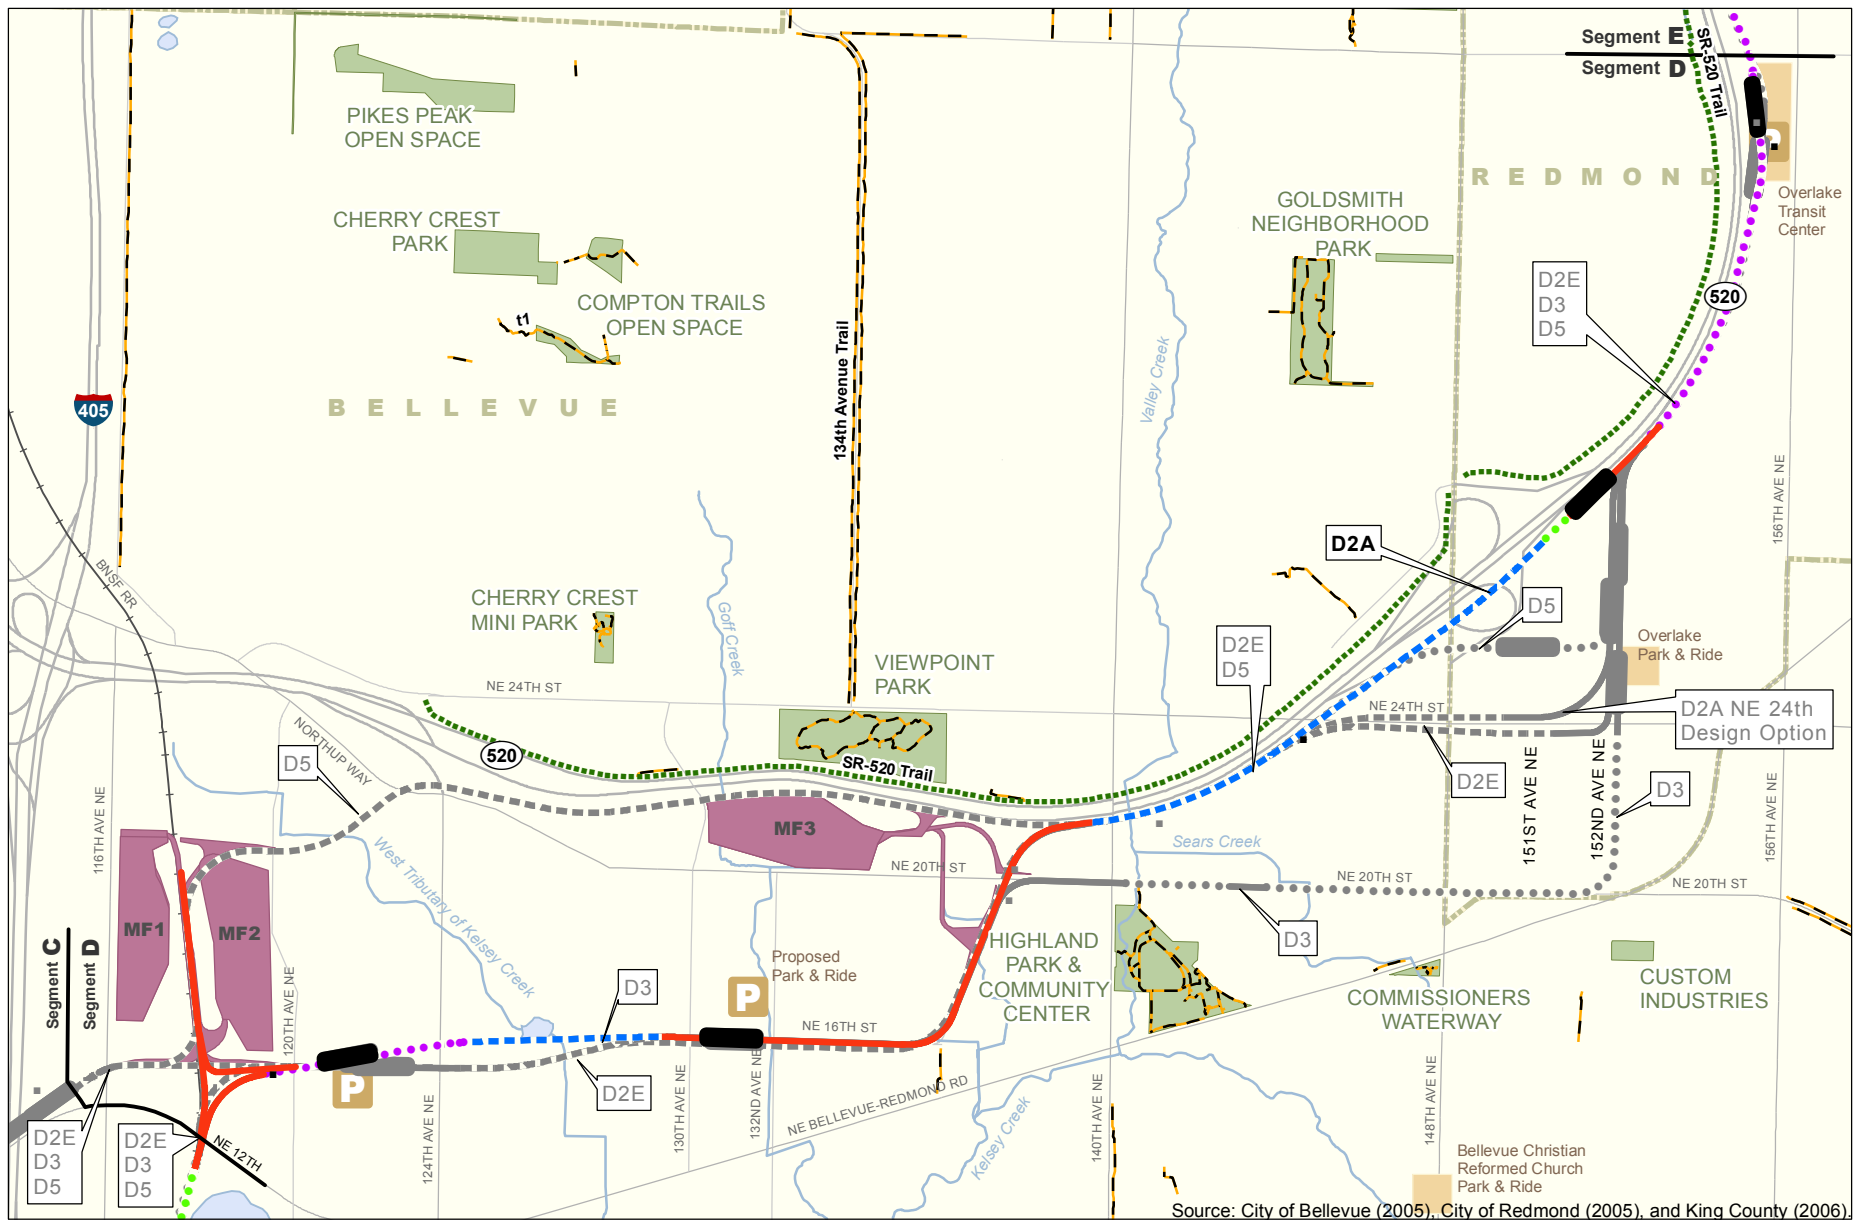 Segment E
Segment D
SR-520 Trail
PIKES PEAK
OPEN SPACE
REDMOND
P
Overlake
Transit
Center
CHERRY CREST
PARK
GOLDSMITH
NEIGHBORHOOD
PARK
COMPTON TRAILS
OPEN SPACE
t1
D2E
D3
D5
520
134th Avenue Trail
Valley Creek
405
BELLEVUE
156TH AVE NE
D2A
BNSF RR
D5
CHERRY CREST
MINI PARK
Goff Creek
D2E
D5
Overlake
Park & Ride
VIEWPOINT
PARK
NE 24TH ST
NE 24TH ST
D2A NE 24th
Design Option
NORTHUP WAY
520
D5
SR-520 Trail
D2E
D3
151ST AVE NE
152ND AVE NE
156TH AVE NE
116TH AVE NE
MF3
Sears Creek
West Tributary of Kelsey Creek
NE 20TH ST
NE 20TH ST
NE 20TH ST
MF1
MF2
Segment C
Segment D
D3
HIGHLAND
PARK &
COMMUNITY
CENTER
Proposed
Park & Ride
P
D3
CUSTOM
INDUSTRIES
COMMISSIONERS
WATERWAY
120TH AVE NE
NE 16TH ST
P
D2E
132ND AVE NE
130TH AVE NE
124TH AVE NE
NE BELLEVUE-REDMOND RD
Kelsey Creek
140TH AVE NE
148TH AVE NE
D2E
D3
D5
D2E
D3
D5
NE 12TH
Bellevue Christian
Reformed Church
Park & Ride
Source: City of Bellevue (2005), City of Redmond (2005), and King County (2006).